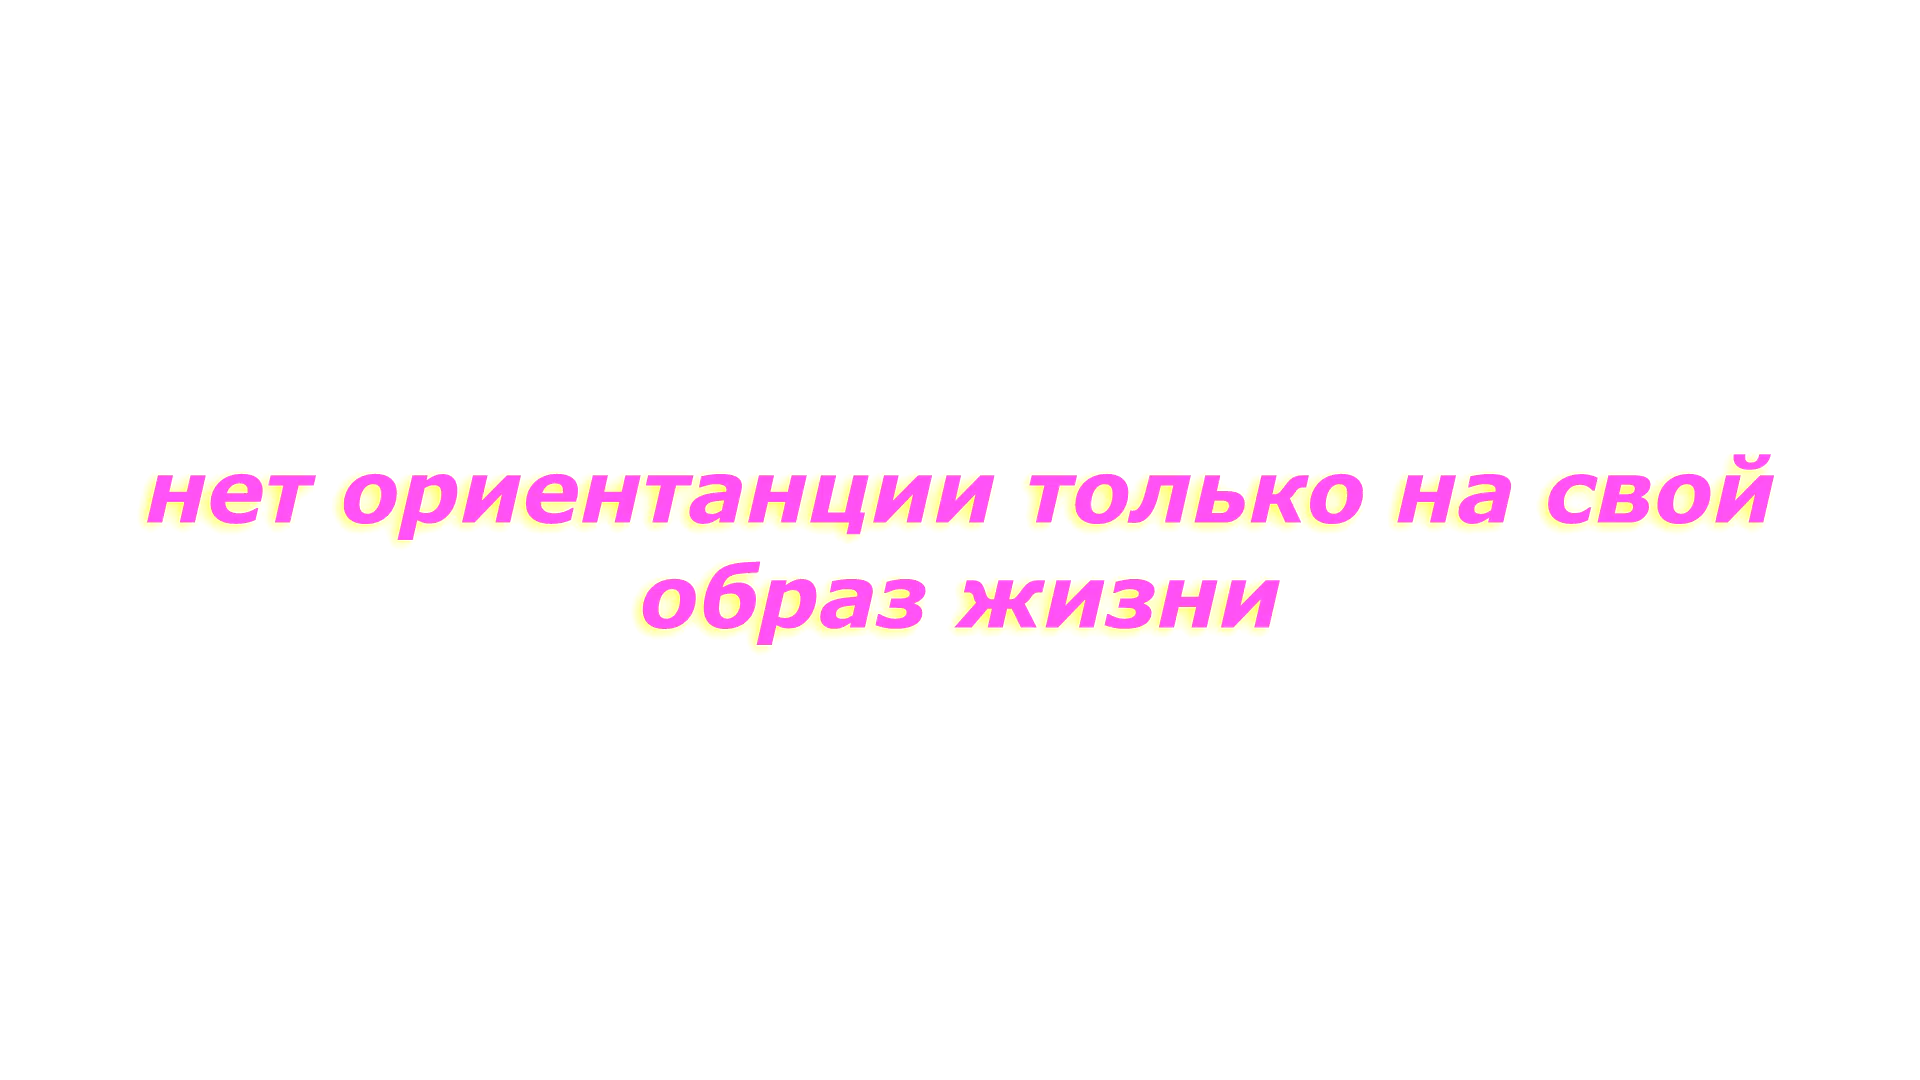 нет ориентанции только на свой
образ жизни